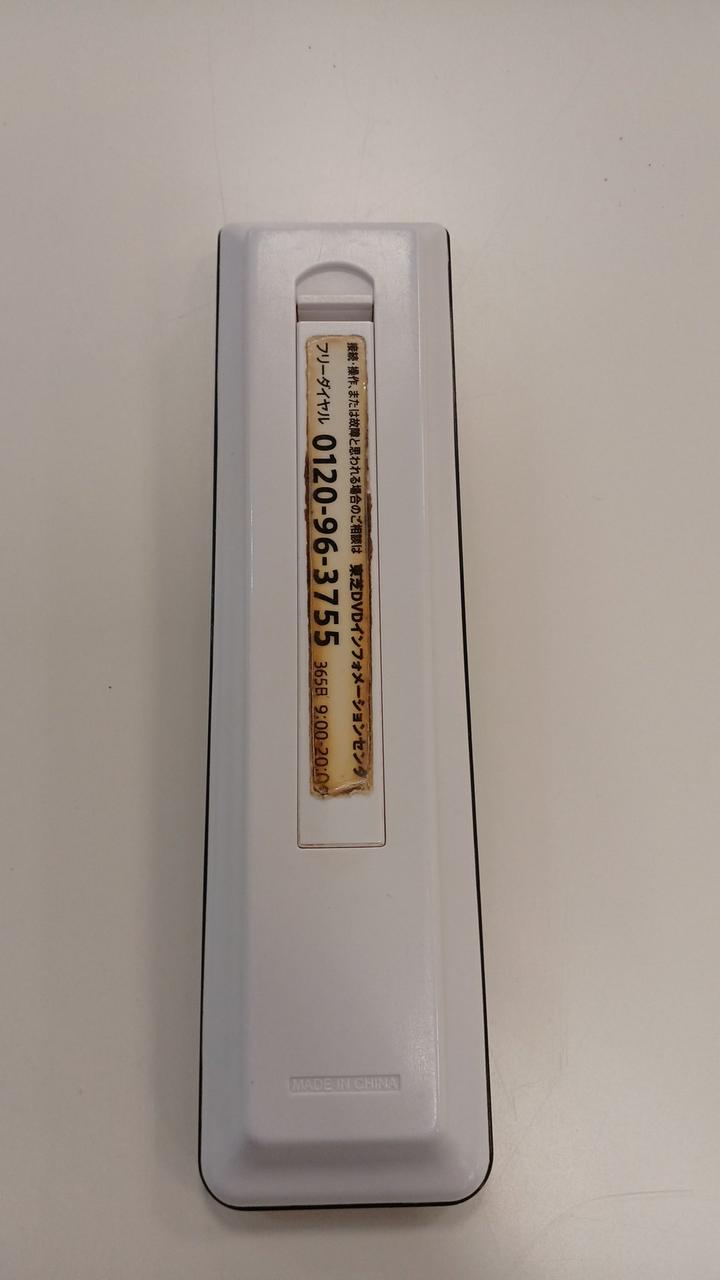 接続・操作、または故障と思われる場合のご相談は 東芝DVDインフォメーションセンタ
フリーダイヤル 0120-96-3755 365日 9:00-20:0
MADE IN CHINA